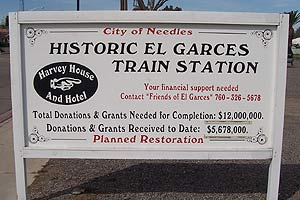 City of Needles
HISTORIC EL GARCES
TRAIN STATION
Harvey House
And Hotel
Your financial support needed
Contact "Friends of El Garces" 760-326-5678
Total Donations & Grants Needed for Completion: $12,000,000.
Donations & Grants Received to Date: $5,678,000.
Planned Restoration